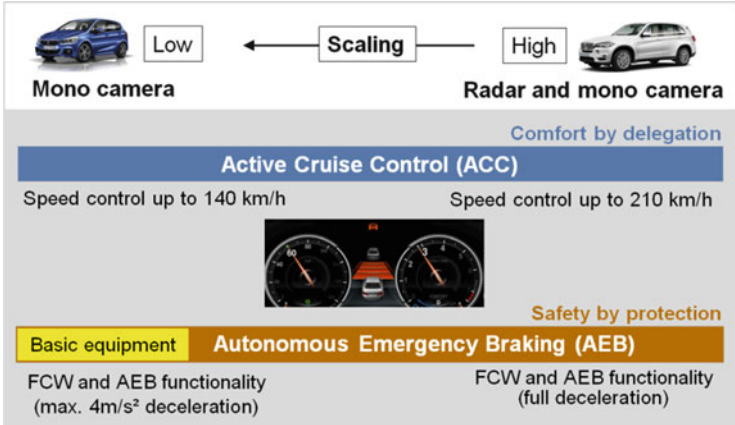 Low
Scaling
High
Mono camera
Radar and mono camera
Comfort by delegation
Active Cruise Control (ACC)
Speed control up to 140 km/h
Speed control up to 210 km/h
60
3
Safety by protection
Basic equipment
Autonomous Emergency Braking (AEB)
FCW and AEB functionality
(max. 4m/s² deceleration)
FCW and AEB functionality
(full deceleration)